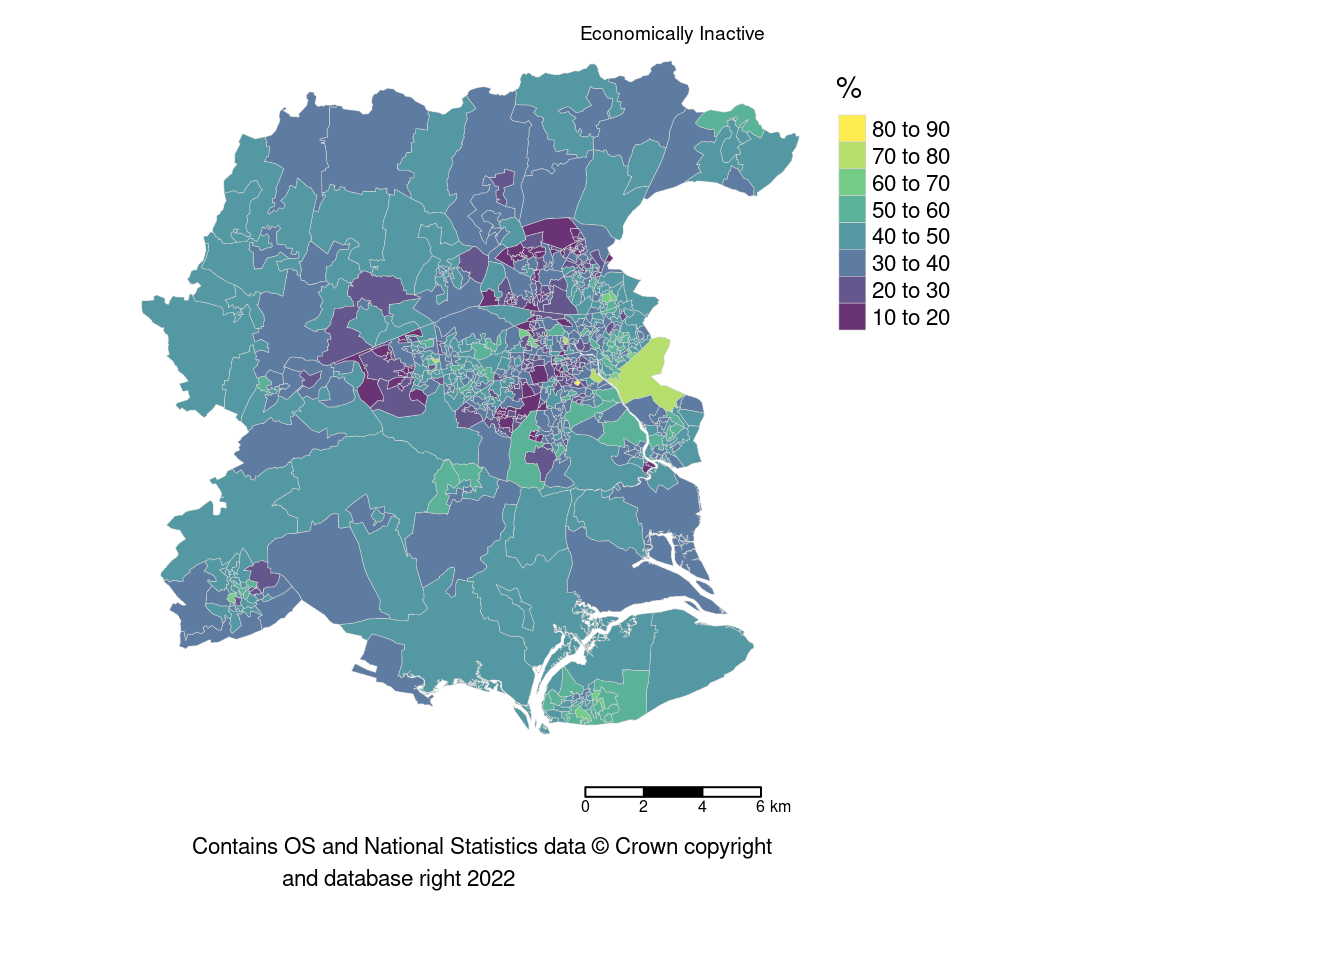 Economically Inactive
%
80 to 90
70 to 80
60 to 70
50 to 60
40 to 50
30 to 40
20 to 30
10 to 20
0 2 4 6 km
Contains OS and National Statistics data © Crown copyright
and database right 2022